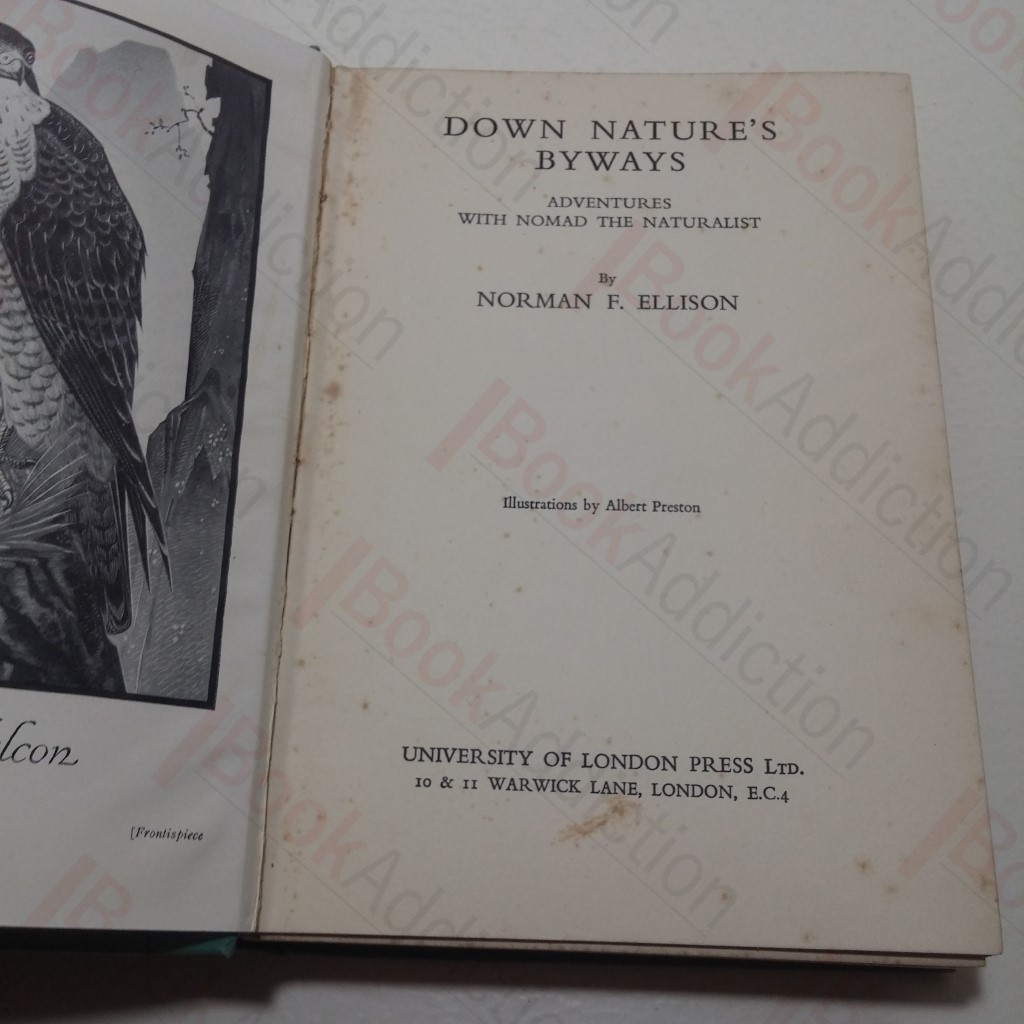 lcon
[Frontispiece
DOWN NATURE'S
BYWAYS
ADVENTURES
WITH NOMAD THE NATURALIST
By
NORMAN F. ELLISON
Illustrations by Albert Preston
UNIVERSITY OF LONDON PRESS LTD.
10 & 11 WARWICK LANE, LONDON, E.C.4
BookAddiction